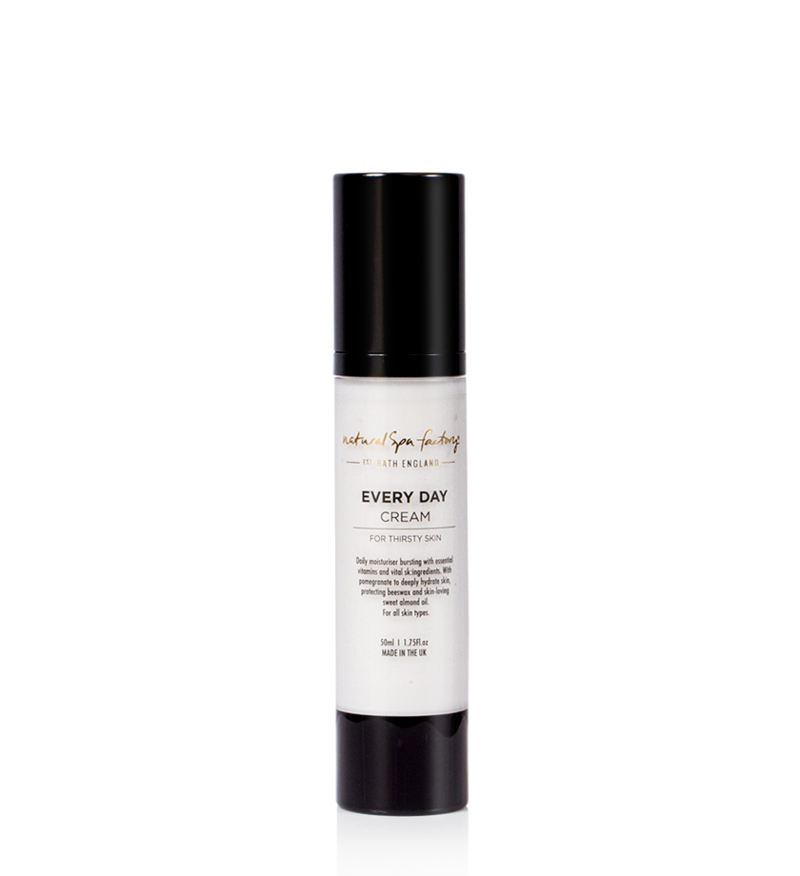 natural Spa factory
EST. BATH ENGLAND
EVERY DAY
CREAM
FOR THIRSTY SKIN
Daily moisturiser bursting with essential
vitamins and vital sk:ingredients. With
pomegranate to deeply hydrate skin,
protecting beeswax and skin-loving
sweet almond oil.
For all skin types.
50ml | 1.75Fl.oz
MADE IN THE UK